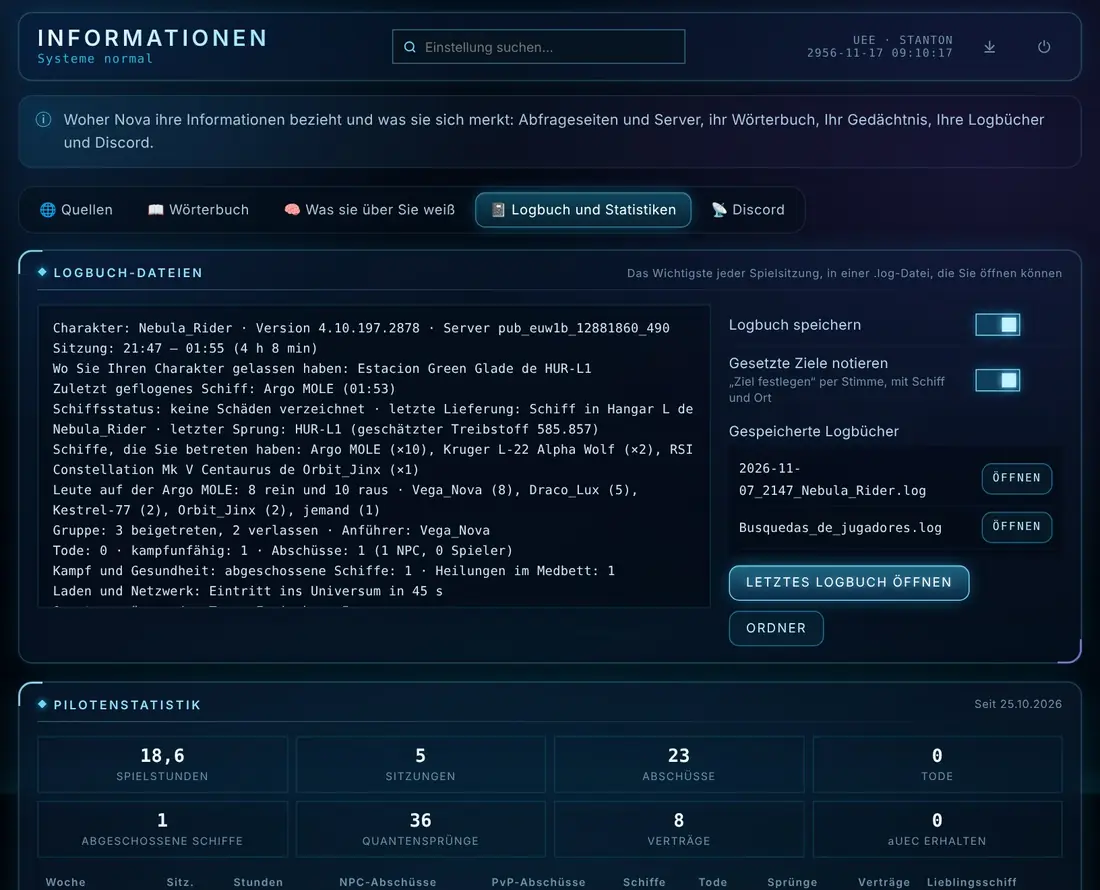 INFORMATIONEN
Systeme normal
Einstellung suchen...
UEE · STANTON
2956-11-17 09:10:17
Woher Nova ihre Informationen bezieht und was sie sich merkt: Abfrageseiten und Server, ihr Wörterbuch, Ihr Gedächtnis, Ihre Logbücher
und Discord.
Quellen
Wörterbuch
Was sie über Sie weiß
Logbuch und Statistiken
Discord
LOGBUCH-DATEIEN
Das Wichtigste jeder Spielsitzung, in einer .log-Datei, die Sie öffnen können
Charakter: Nebula_Rider · Version 4.10.197.2878 · Server pub_euw1b_12881860_490
Sitzung: 21:47 – 01:55 (4 h 8 min)
Wo Sie Ihren Charakter gelassen haben: Estacion Green Glade de HUR-L1
Zuletzt geflogenes Schiff: Argo MOLE (01:53)
Schiffsstatus: keine Schäden verzeichnet · letzte Lieferung: Schiff in Hangar L de
Nebula_Rider · letzter Sprung: HUR-L1 (geschätzter Treibstoff 585.857)
Schiffe, die Sie betreten haben: Argo MOLE (×10), Kruger L-22 Alpha Wolf (×2), RSI
Constellation Mk V Centaurus de Orbit_Jinx (×1)
Leute auf der Argo MOLE: 8 rein und 10 raus · Vega_Nova (8), Draco_Lux (5),
Kestrel-77 (2), Orbit_Jinx (2), jemand (1)
Gruppe: 3 beigetreten, 2 verlassen · Anführer: Vega_Nova
Tode: 0 · kampfunfähig: 1 · Abschüsse: 1 (1 NPC, 0 Spieler)
Kampf und Gesundheit: abgeschossene Schiffe: 1 · Heilungen im Medbett: 1
Laden und Netzwerk: Eintritt ins Universum in 45 s
Logbuch speichern
Gesetzte Ziele notieren
„Ziel festlegen“ per Stimme, mit Schiff
und Ort
Gespeicherte Logbücher
2026-11-
07_2147_Nebula_Rider.log
ÖFFNEN
Busquedas_de_jugadores.log
ÖFFNEN
LETZTES LOGBUCH ÖFFNEN
ORDNER
PILOTENSTATISTIK
Seit 25.10.2026
18,6
SPIELSTUNDEN
5
SITZUNGEN
23
ABSCHÜSSE
0
TODE
1
ABGESCHOSSENE SCHIFFE
36
QUANTENSPRÜNGE
8
VERTRÄGE
0
aUEC ERHALTEN
Woche Sitz. Stunden NPC-Abschüsse PvP-Abschüsse Schiffe Tode Sprünge Verträge Lieblingsschiff